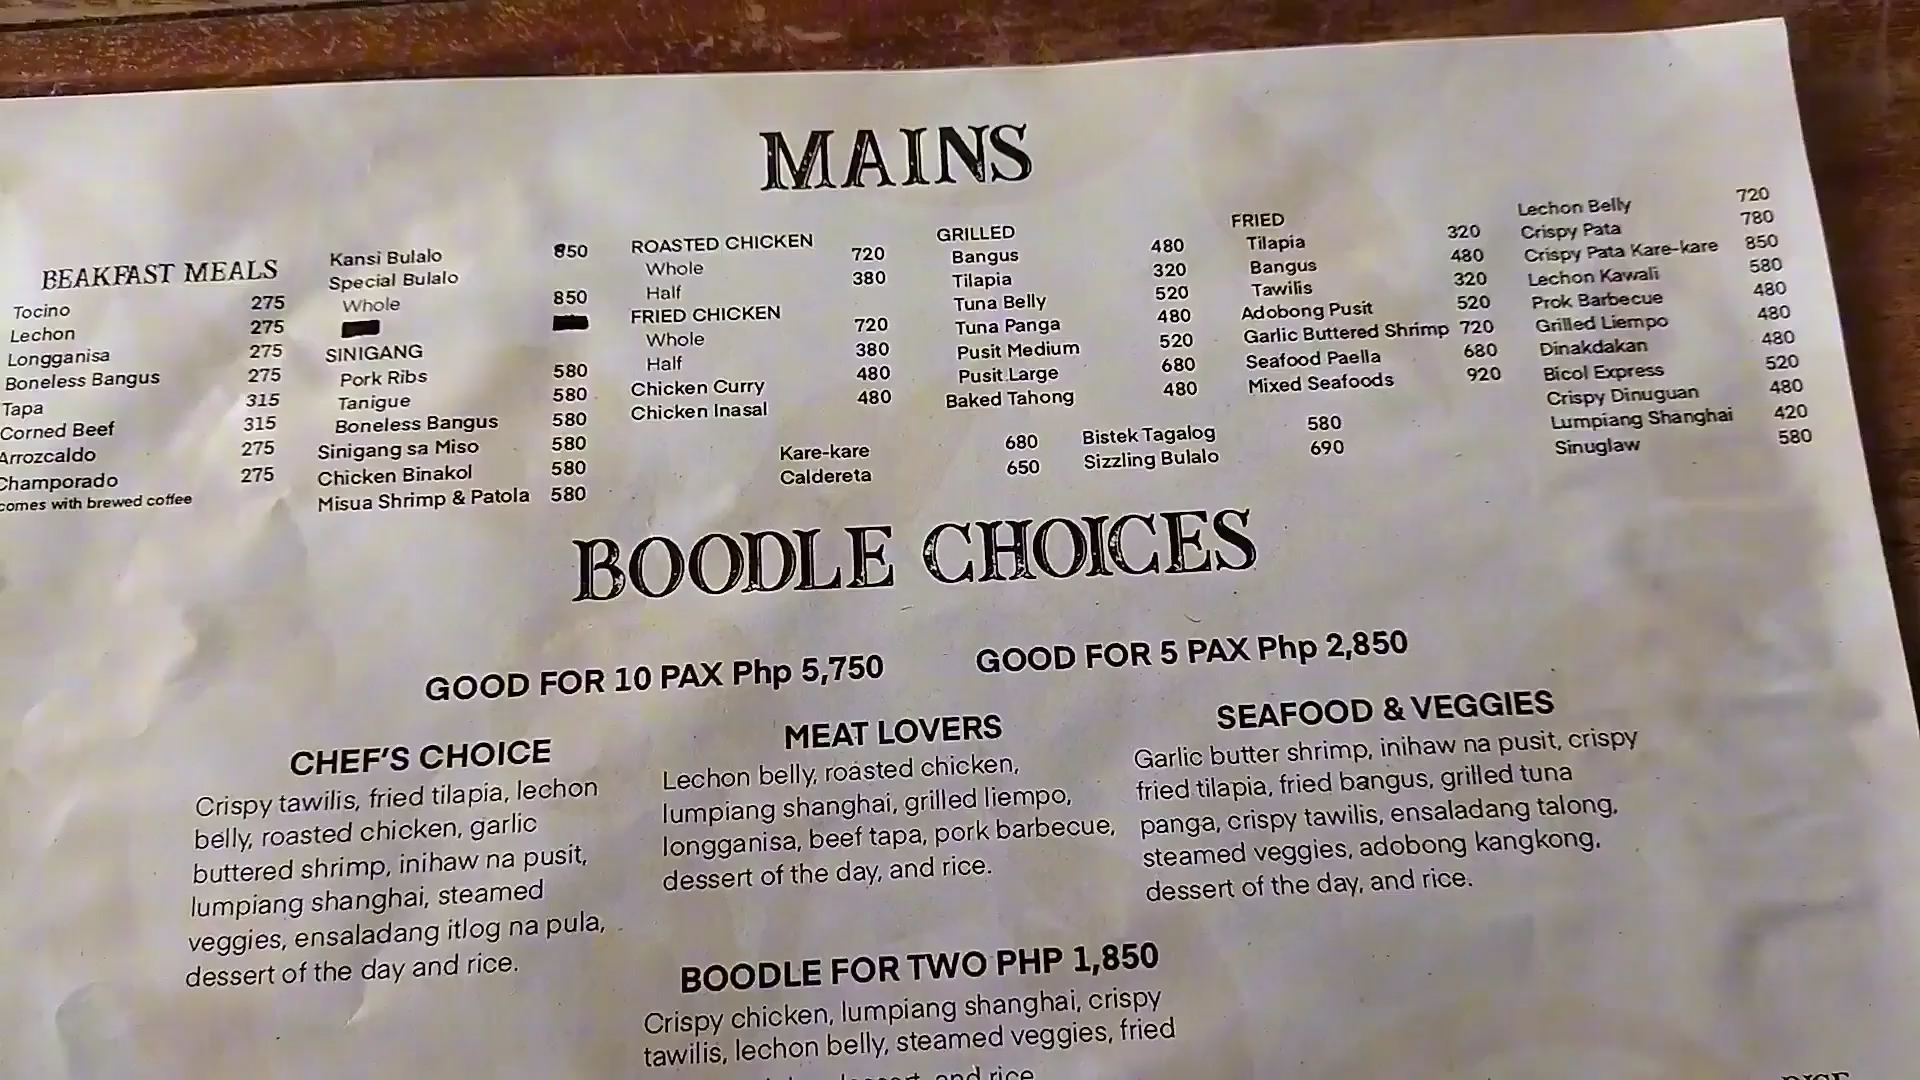 MAINS
BEAKFAST MEALS
Tocino 275
Lechon 275
Longganisa 275
Boneless Bangus 275
Tapa 315
Corned Beef 315
Arrozcaldo 275
Champorado 275
comes with brewed coffee
Kansi Bulalo 850
Special Bulalo
Whole 850
SINIGANG
Pork Ribs 580
Tanigue 580
Boneless Bangus 580
Sinigang sa Miso 580
Chicken Binakol 580
Misua Shrimp & Patola 580
ROASTED CHICKEN
Whole 720
Half 380
FRIED CHICKEN
Whole 720
Half 380
Chicken Curry 480
Chicken Inasal 480
GRILLED
Bangus 480
Tilapia 320
Tuna Belly 520
Tuna Panga 480
Pusit Medium 520
Pusit Large 680
Baked Tahong 480
FRIED
Tilapia 320
Bangus 480
Tawilis 320
Adobong Pusit 520
Garlic Buttered Shrimp 720
Seafood Paella 680
Mixed Seafoods 920
Lechon Belly 720
Crispy Pata 780
Crispy Pata Kare-kare 850
Lechon Kawali 580
Prok Barbecue 480
Grilled Liempo 480
Dinakdakan 480
Bicol Express 520
Crispy Dinuguan 480
Lumpiang Shanghai 420
Sinuglaw 580
Kare-kare 680
Caldereta 650
Bistek Tagalog 580
Sizzling Bulalo 690
BOODLE CHOICES
GOOD FOR 10 PAX Php 5,750
GOOD FOR 5 PAX Php 2,850
CHEF'S CHOICE
Crispy tawilis, fried tilapia, lechon
belly, roasted chicken, garlic
buttered shrimp, inihaw na pusit,
lumpiang shanghai, steamed
veggies, ensaladang itlog na pula,
dessert of the day and rice.
MEAT LOVERS
Lechon belly, roasted chicken,
lumpiang shanghai, grilled liempo,
longganisa, beef tapa, pork barbecue,
dessert of the day, and rice.
SEAFOOD & VEGGIES
Garlic butter shrimp, inihaw na pusit, crispy
fried tilapia, fried bangus, grilled tuna
panga, crispy tawilis, ensaladang talong,
steamed veggies, adobong kangkong,
dessert of the day, and rice.
BOODLE FOR TWO PHP 1,850
Crispy chicken, lumpiang shanghai, crispy
tawilis, lechon belly, steamed veggies, fried
and rice